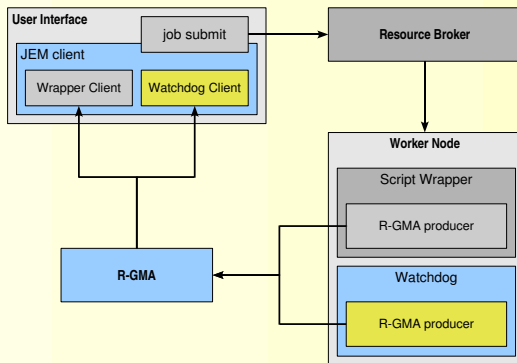 User Interface
job submit
JEM client
Wrapper Client
Watchdog Client
Resource Broker
Worker Node
Script Wrapper
R-GMA producer
R-GMA
Watchdog
R-GMA producer